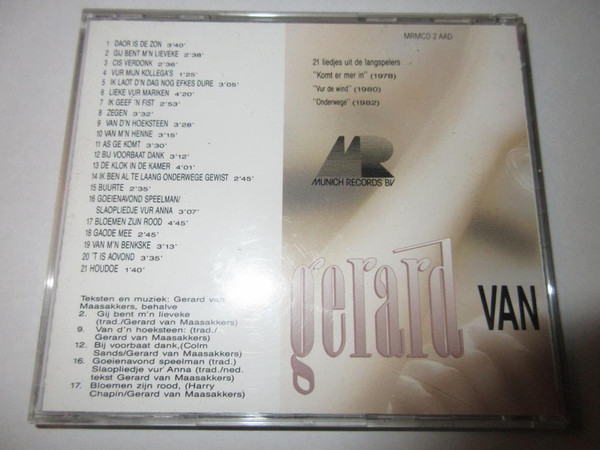 1 DAOR IS DE ZON 3'40"
2 GIJ BENT M'N LIEVEKE 2'38"
3 CIS VERDONK 2'36"
4 VUR MIJN KOLLEGA'S 1'25"
5 IK LAOT D'N DAG NOG EFKES DURE 3'05"
6 LIEKE VUR MARIKEN 4'20"
7 IK GEEF 'N FIST 2'53"
8 ZEGEN 3'32"
9 VAN D'N HOEKSTEEN 3'28"
10 VAN M'N HENNE 3'15"
11 AS GE KOMT 3'30"
12 BIJ VOORBAAT DANK 3'12"
13 DE KLOK IN DE KAMER 4'01"
14 IK BEN AL TE LAANG ONDERWEGE GEWIST 2'45"
15 BUURTE 2'35"
16 GOEIENAVOND SPEELMAN/
SLAOPLIEDJE VUR ANNA 3'07"
17 BLOEMEN ZIJN ROOD 4'45"
18 GAODE MEE 2'45"
19 VAN M'N BENKSKE 3'13"
20 'T IS AOVOND 3'35"
21 HOUDOE 1'40"
Teksten en muziek: Gerard van
Maasakkers, behalve
2. Gij bent m'n lieveke
(trad./Gerard van Maasakkers)
9. Van d'n hoeksteen: (trad./
Gerard van Maasakkers)
12. Bij voorbaat dank,(Colm
Sands/Gerard van Maasakkers)
16. Goeienavond speelman (trad.)
Slaopliedje vur Anna (trad./ned.
tekst Gerard van Maasakkers)
17. Bloemen zijn rood, (Harry
Chapin/Gerard van Maasakkers)
MRMCD 2 AAD
21 liedjes uit de langspelers
"Komt er mer in" (1978)
"Vur de wind" (1980)
"Onderwege" (1982)
MR
MUNICH RECORDS BV
gerard VAN